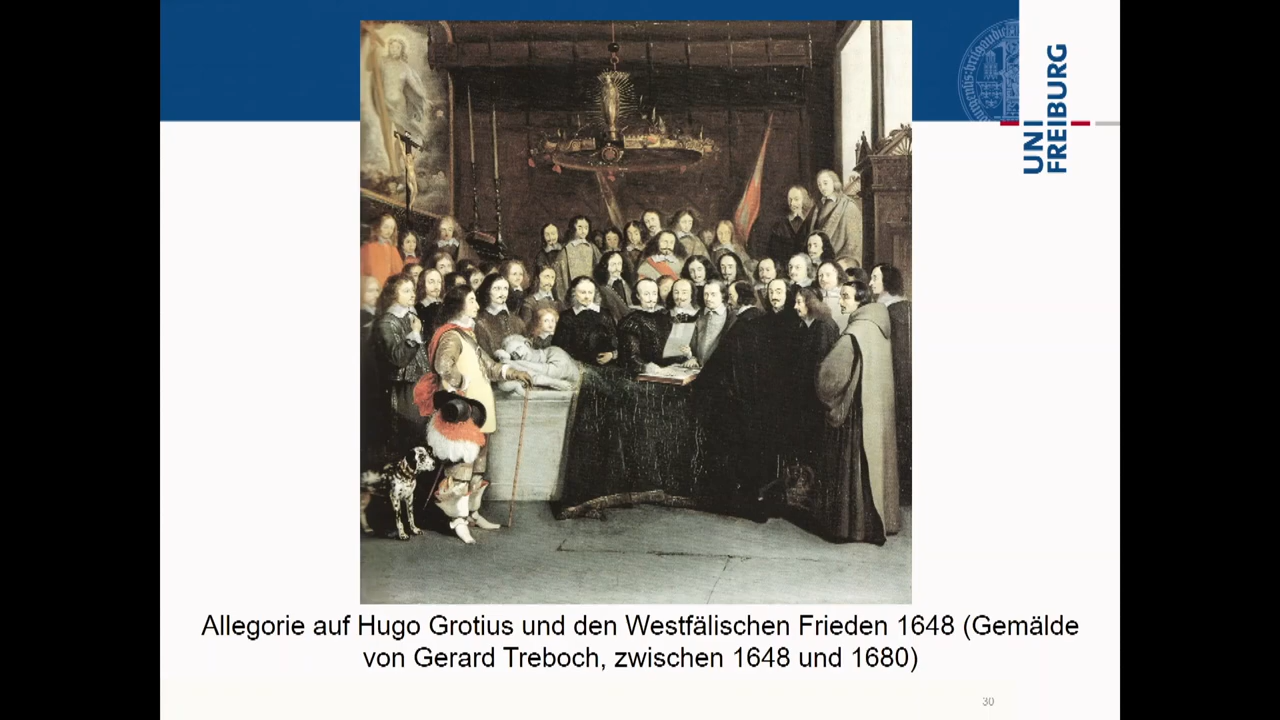 UNI
FREIBURG
Allegorie auf Hugo Grotius und den Westfälischen Frieden 1648 (Gemälde
von Gerard Treboch, zwischen 1648 und 1680)
30